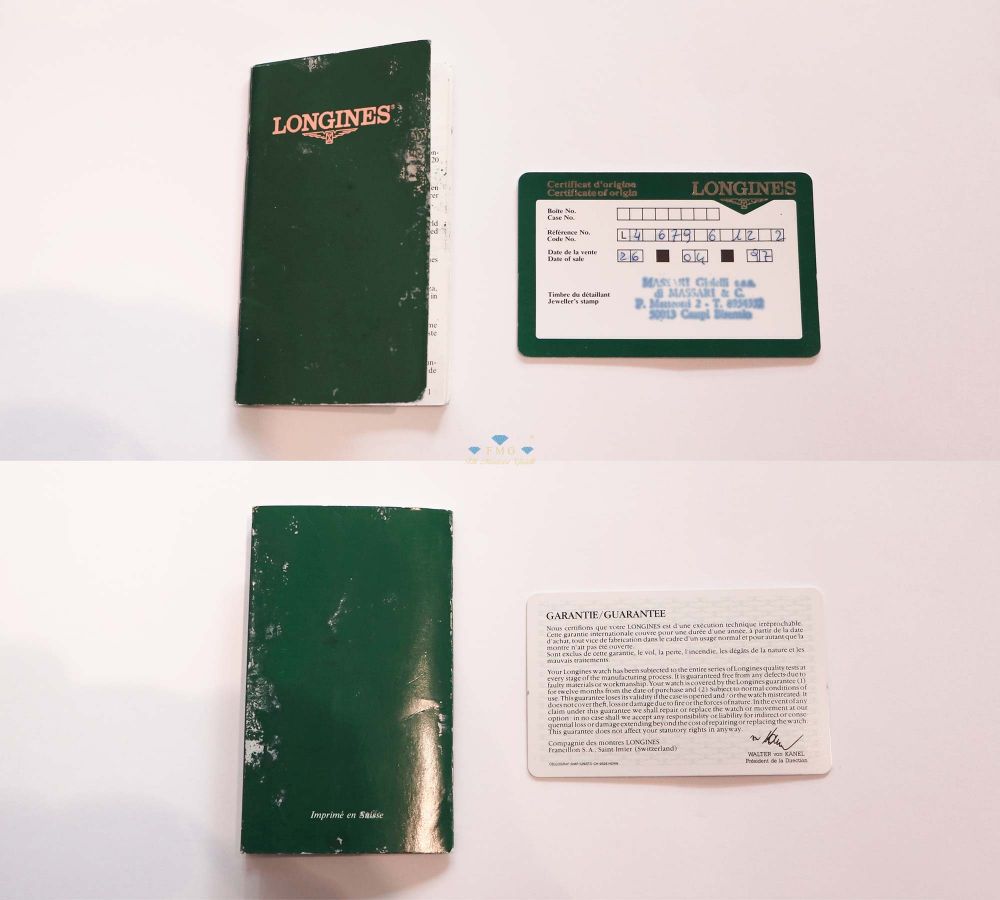 LONGINES
Certificat d'origine
Certificate of origin
LONGINES
Boîte No.
Case No.
Référence No.
Code No.
L4 679 6 2
Date de la vente
Date of sale
26 04 97
Timbre du détaillant
Jeweller's stamp
MASSARI Gioielli s.a.s.
di MASSARI & C.
P. Matteotti 2 - T.
50013 Campi Bisenzio
FMG
Imprimé en Suisse
GARANTIE/GUARANTEE
Nous certifions que votre LONGINES est d'une exécution technique irréprochable.
Cette garantie internationale couvre pour une durée d'une année, à partir de la date
d'achat, tout vice de fabrication dans le cadre d'un usage normal et pour autant que la
montre n'ait pas été ouverte.
Sont exclus de cette garantie, le vol, la perte, l'incendie, les dégâts de la nature et les
mauvais traitements.
Your Longines watch has been subjected to the entire series of Longines quality tests at
every stage of the manufacturing process. It is guaranteed free from any defects due to
faulty materials or workmanship. Your watch is covered by the Longines guarantee (1)
for twelve months from the date of purchase and (2) Subject to normal conditions of
use. This guarantee loses its validity if the case is opened and/or the watch mistreated. It
does not cover theft, loss or damage due to fire or the forces of nature. In the event of any
claim under this guarantee we shall repair or replace the watch or movement at our
option: in no case shall we accept any responsibility or liability for indirect or conse-
quential loss or damage extending beyond the cost of repairing or replacing the watch.
This guarantee does not affect your statutory rights in anyway.
Compagnie des montres LONGINES
Francillon S.A., Saint-Imier (Switzerland)
WALTER von KÄNEL
Président de la Direction